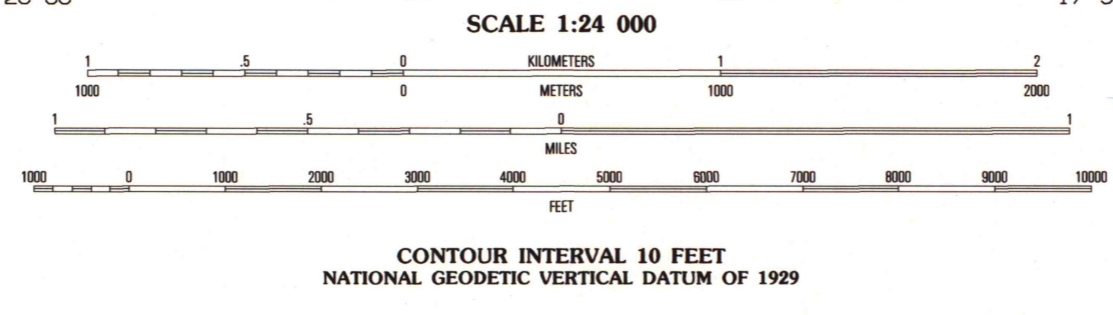 SCALE 1:24 000
1 .5 0 KILOMETERS 1 2
1000 0 METERS 1000 2000
1 .5 0 1
MILES
1000 0 1000 2000 3000 4000 5000 6000 7000 8000 9000 10000
FEET
CONTOUR INTERVAL 10 FEET
NATIONAL GEODETIC VERTICAL DATUM OF 1929